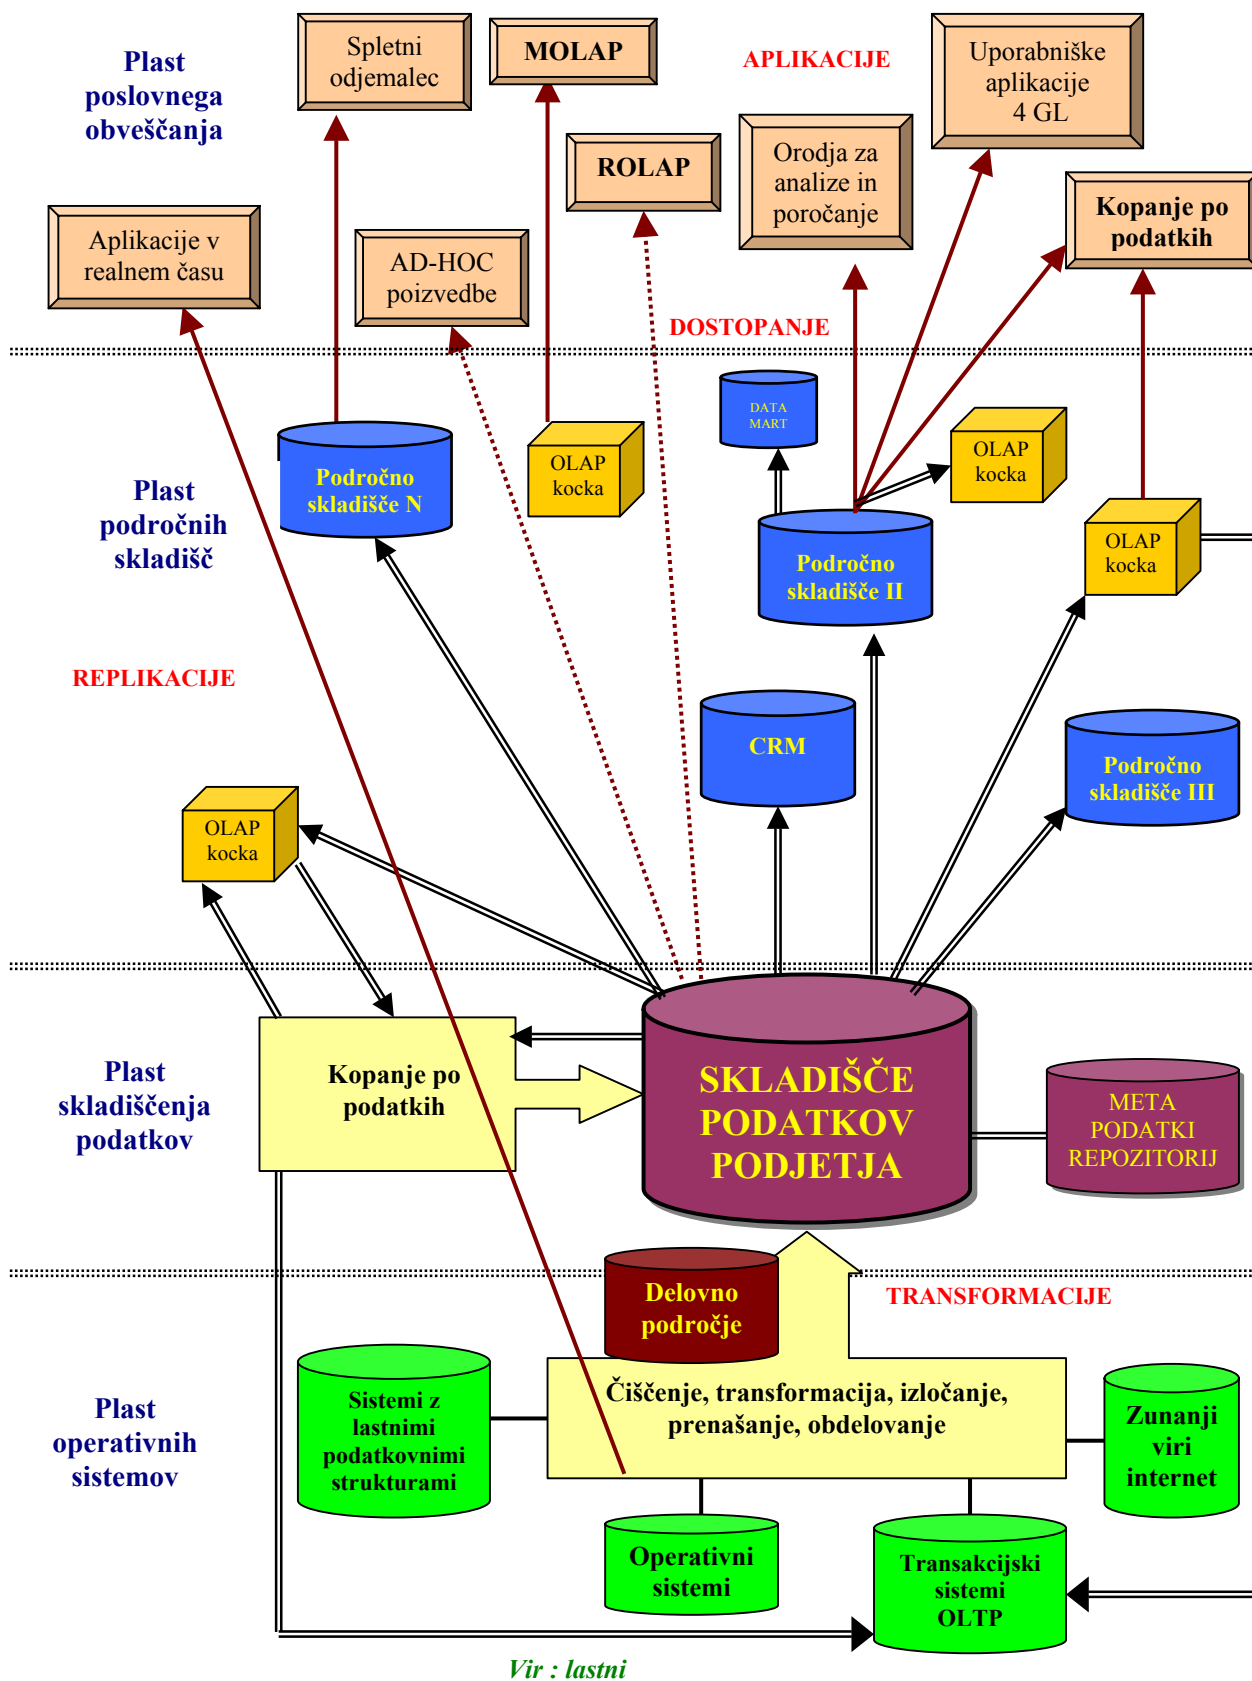 Plast
poslovnega
obveščanja
Spletni
odjemalec
MOLAP
ROLAP
APLIKACIJE
Orodja za
analize in
poročanje
Uporabniške
aplikacije
4 GL
Kopanje po
podatkih
Aplikacije v
realnem času
AD-HOC
poizvedbe
DOSTOPANJE
Plast
področnih
skladišč
Področno
skladišče N
OLAP
kocka
DATA
MART
OLAP
kocka
Področno
skladišče II
OLAP
kocka
REPLIKACIJE
CRM
Področno
skladišče III
OLAP
kocka
Plast
skladiščenja
podatkov
Kopanje po
podatkih
SKLADIŠČE
PODATKOV
PODJETJA
META
PODATKI
REPOZITORIJ
Delovno
področje
TRANSFORMACIJE
Plast
operativnih
sistemov
Sistemi z
lastnimi
podatkovnimi
strukturami
Čiščenje, transformacija, izločanje,
prenašanje, obdelovanje
Zunanji
viri
internet
Operativni
sistemi
Transakcijski
sistemi
OLTP
Vir : lastni